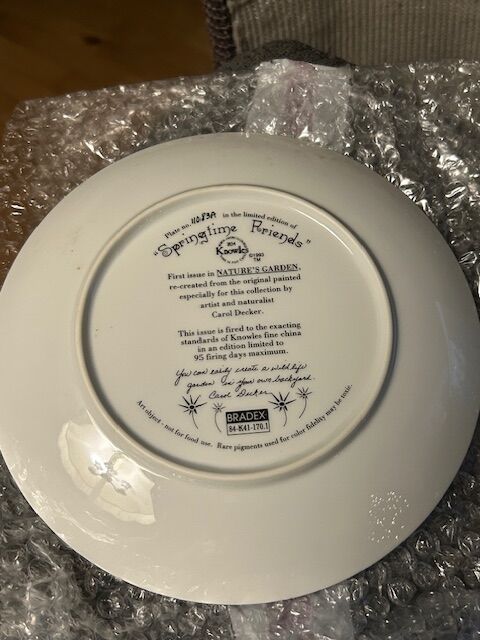 Plate no. 11083A in the limited edition of
"Springtime Friends"
Knowles
©1993
TM
First issue in NATURE'S GARDEN,
re-created from the original painted
especially for this collection by
artist and naturalist
Carol Decker.
This issue is fired to the exacting
standards of Knowles fine china
in an edition limited to
95 firing days maximum.
You can easily create a wildlife
garden in your own backyard.
Carol Decker
BRADEX
84-K41-170.1
Art object - not for food use. Rare pigments used for color fidelity may be toxic.